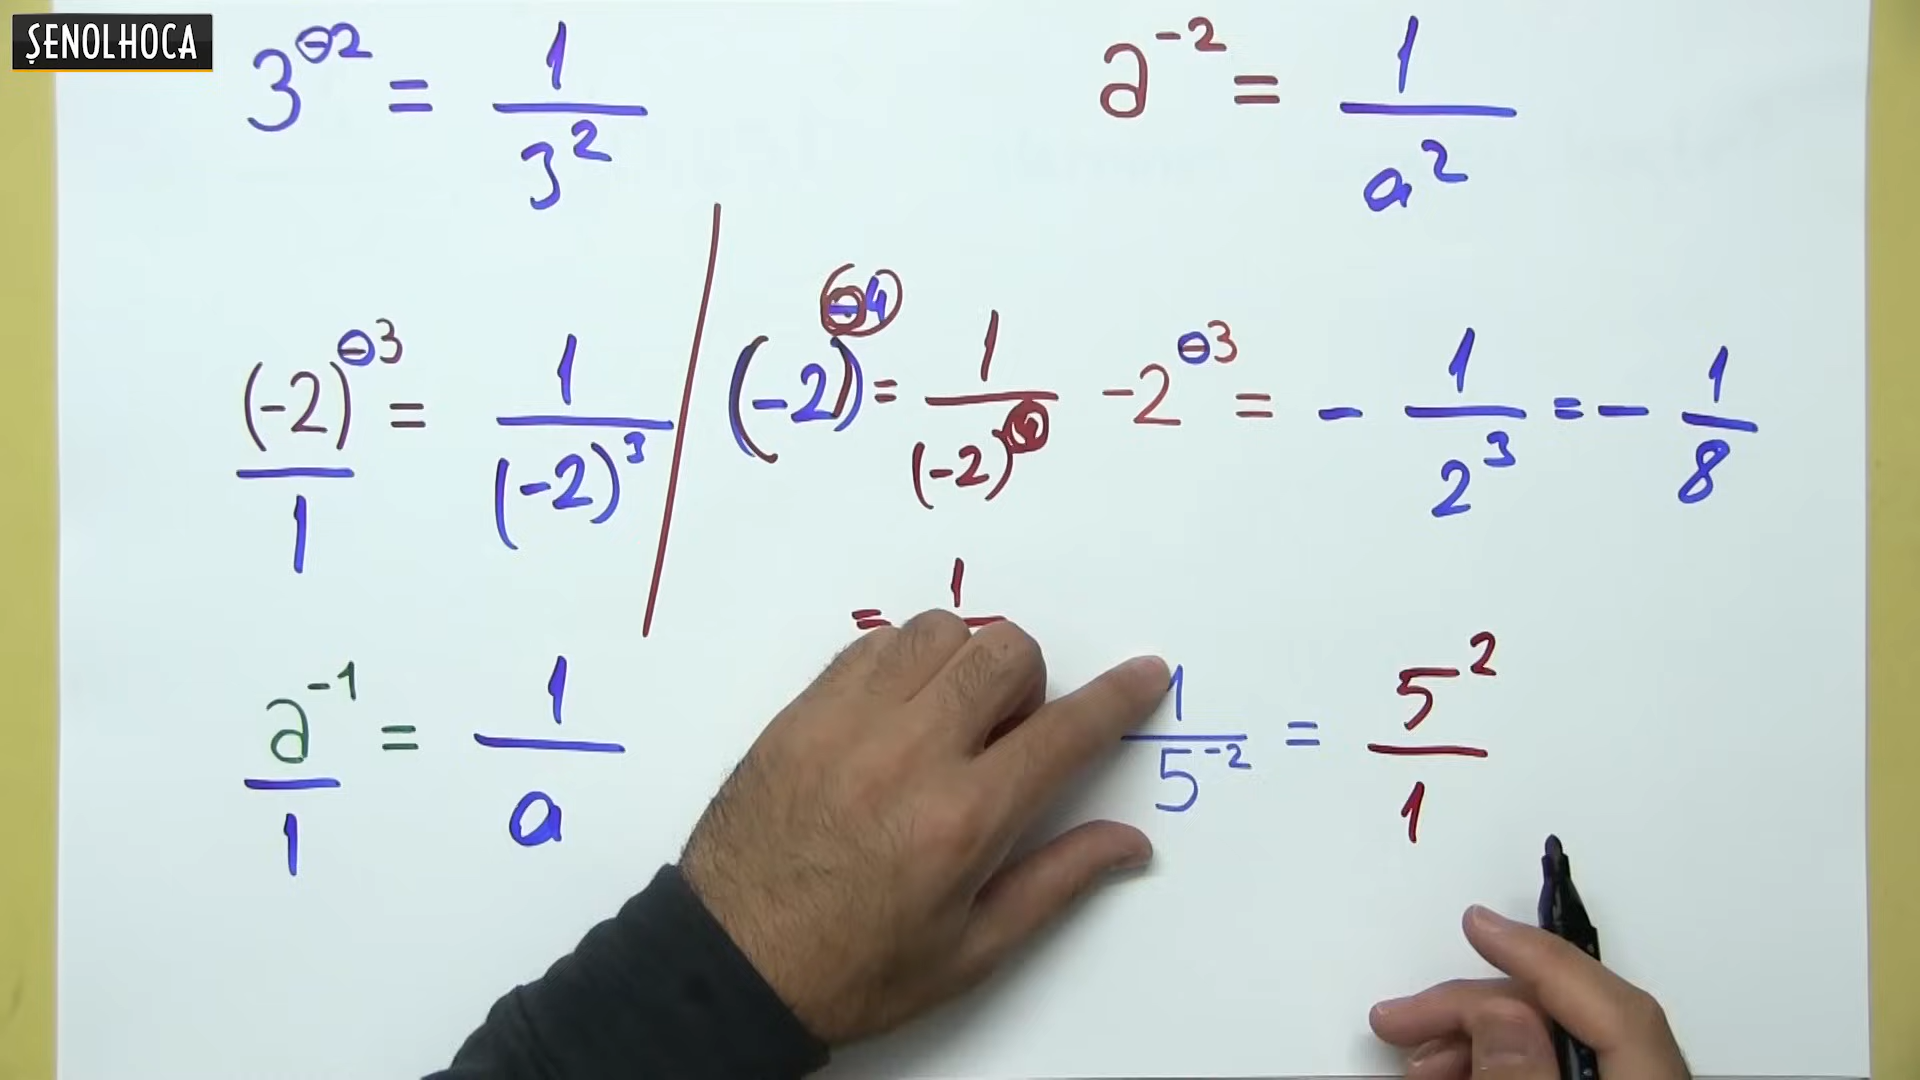 ŞENOLHOCA
3^-2 = 1/3^2
a^-2 = 1/a^2
(-2)^-3/1 = 1/(-2)^3
(-2)^-4 = 1/(-2)^4
= 1
-2^-3 = - 1/2^3 = - 1/8
a^-1/1 = 1/a
1/5^-2 = 5^2/1